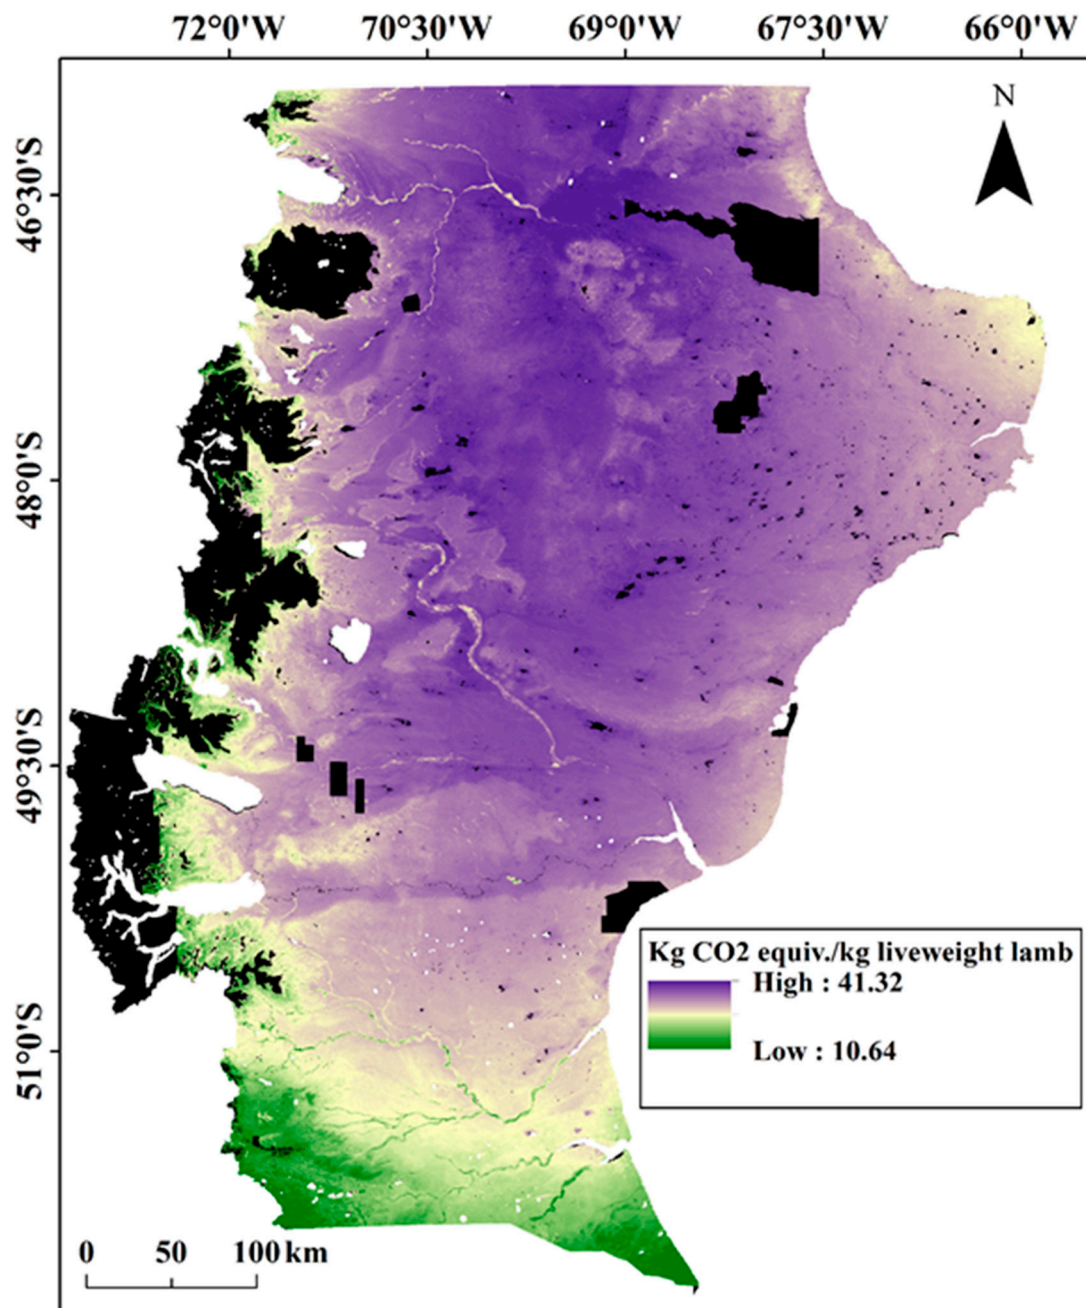 72°0'W 70°30'W 69°0'W 67°30'W 66°0'W
N
46°30'S
48°0'S
49°30'S
51°0'S
Kg CO2 equiv./kg liveweight lamb
High : 41.32
Low : 10.64
0 50 100 km